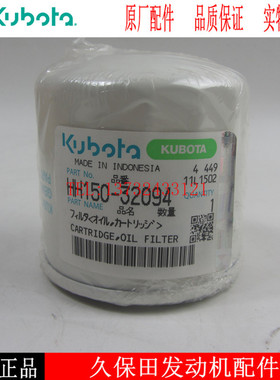 Kubota 原厂配件 品质保证
Kubota KUBOTA
MADE IN INDONESIA 4 449
PART NO. 品番 11L1502
HH150-32094
PART NAME 品名 数量 QUANTITY
フィルタ<オイル,カートリッジ> 1
CARTRIDGE,OIL FILTER
正品 久保田发动机配件